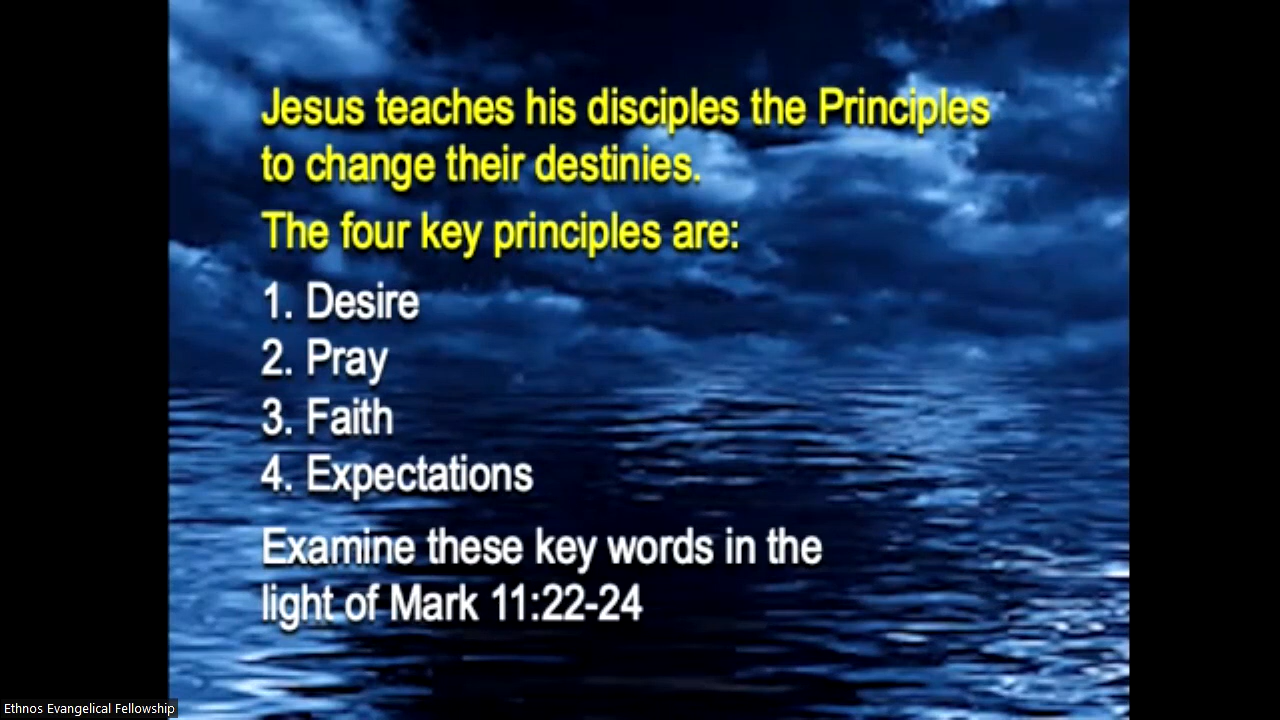 Jesus teaches his disciples the Principles
to change their destinies.
The four key principles are:
1. Desire
2. Pray
3. Faith
4. Expectations
Examine these key words in the
light of Mark 11:22-24
Ethnos Evangelical Fellowship